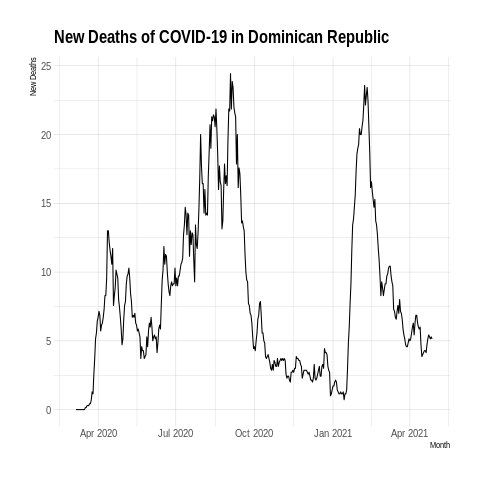 New Deaths of COVID-19 in Dominican Republic
New Deaths
25
20
15
10
5
0
Apr 2020 Jul 2020 Oct 2020 Jan 2021 Apr 2021
Month